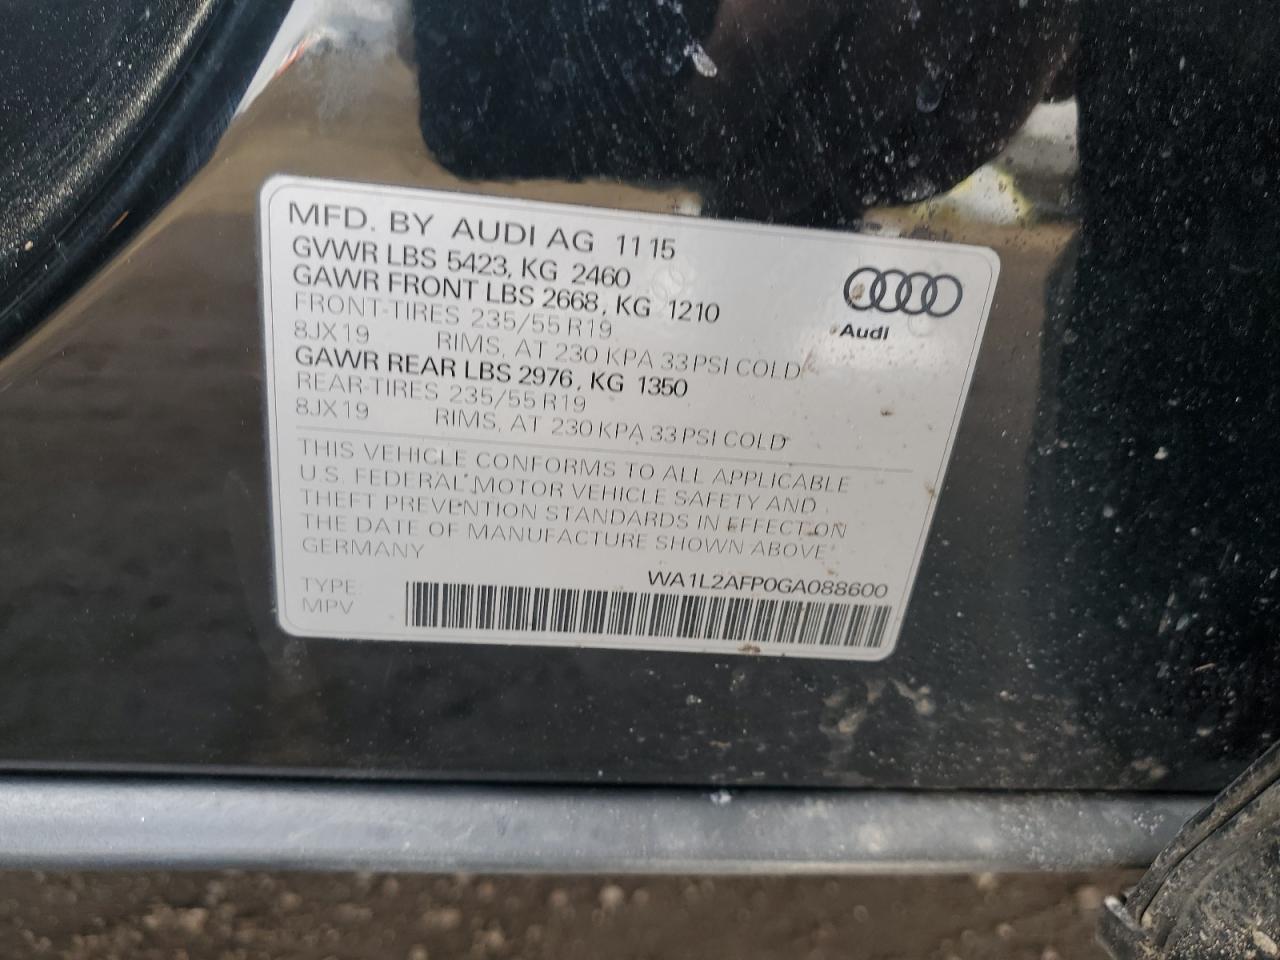 MFD. BY AUDI AG 11 15
GVWR LBS 5423, KG 2460
GAWR FRONT LBS 2668, KG 1210
FRONT-TIRES 235/55 R19
8JX19 RIMS, AT 230 KPA 33 PSI COLD
GAWR REAR LBS 2976, KG 1350
REAR-TIRES 235/55 R19
8JX19 RIMS, AT 230 KPA 33 PSI COLD
Audi
THIS VEHICLE CONFORMS TO ALL APPLICABLE
U.S. FEDERAL MOTOR VEHICLE SAFETY AND
THEFT PREVENTION STANDARDS IN EFFECT ON
THE DATE OF MANUFACTURE SHOWN ABOVE
GERMANY
WA1L2AFP0GA088600
TYPE:
MPV